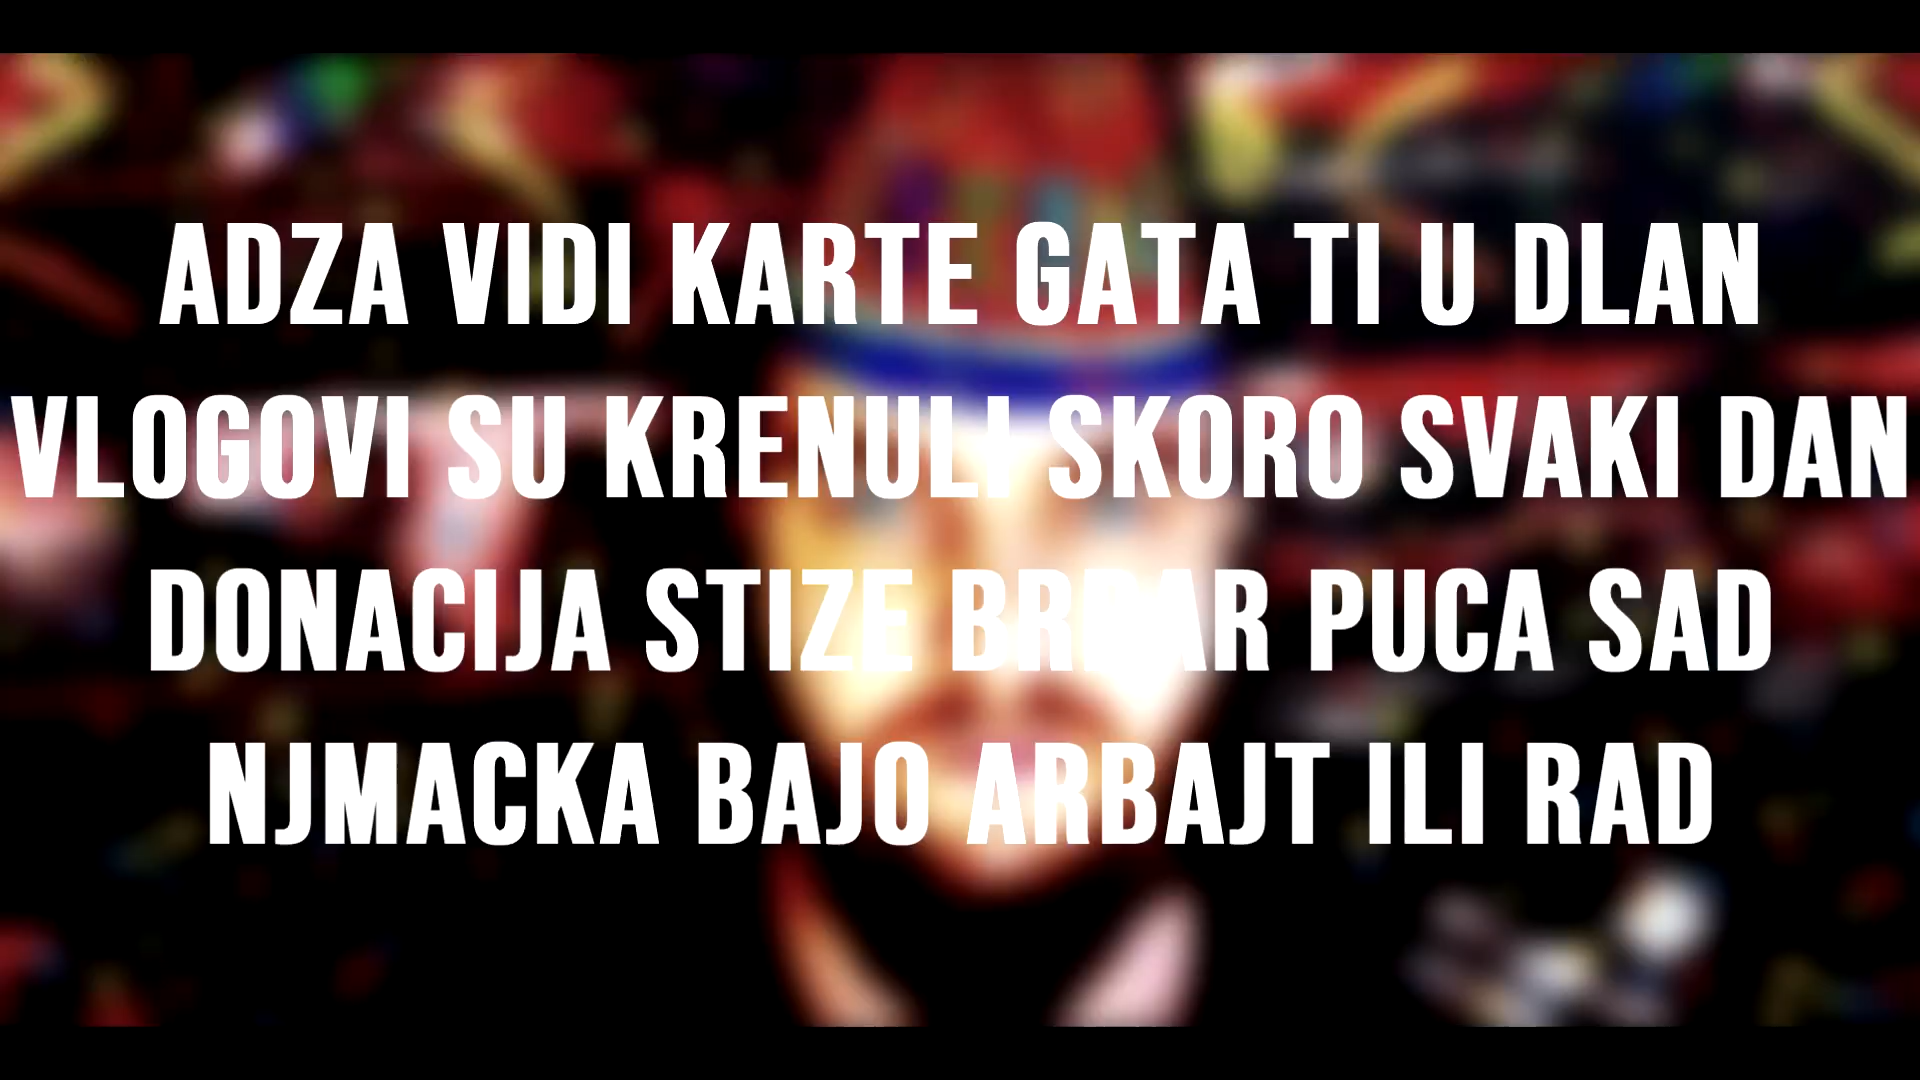 ADZA VIDI KARTE GATA TI U DLAN
VLOGOVI SU KRENULI SKORO SVAKI DAN
DONACIJA STIZE PUCA SAD
NJMACKA BAJO ARBAJT ILI RAD